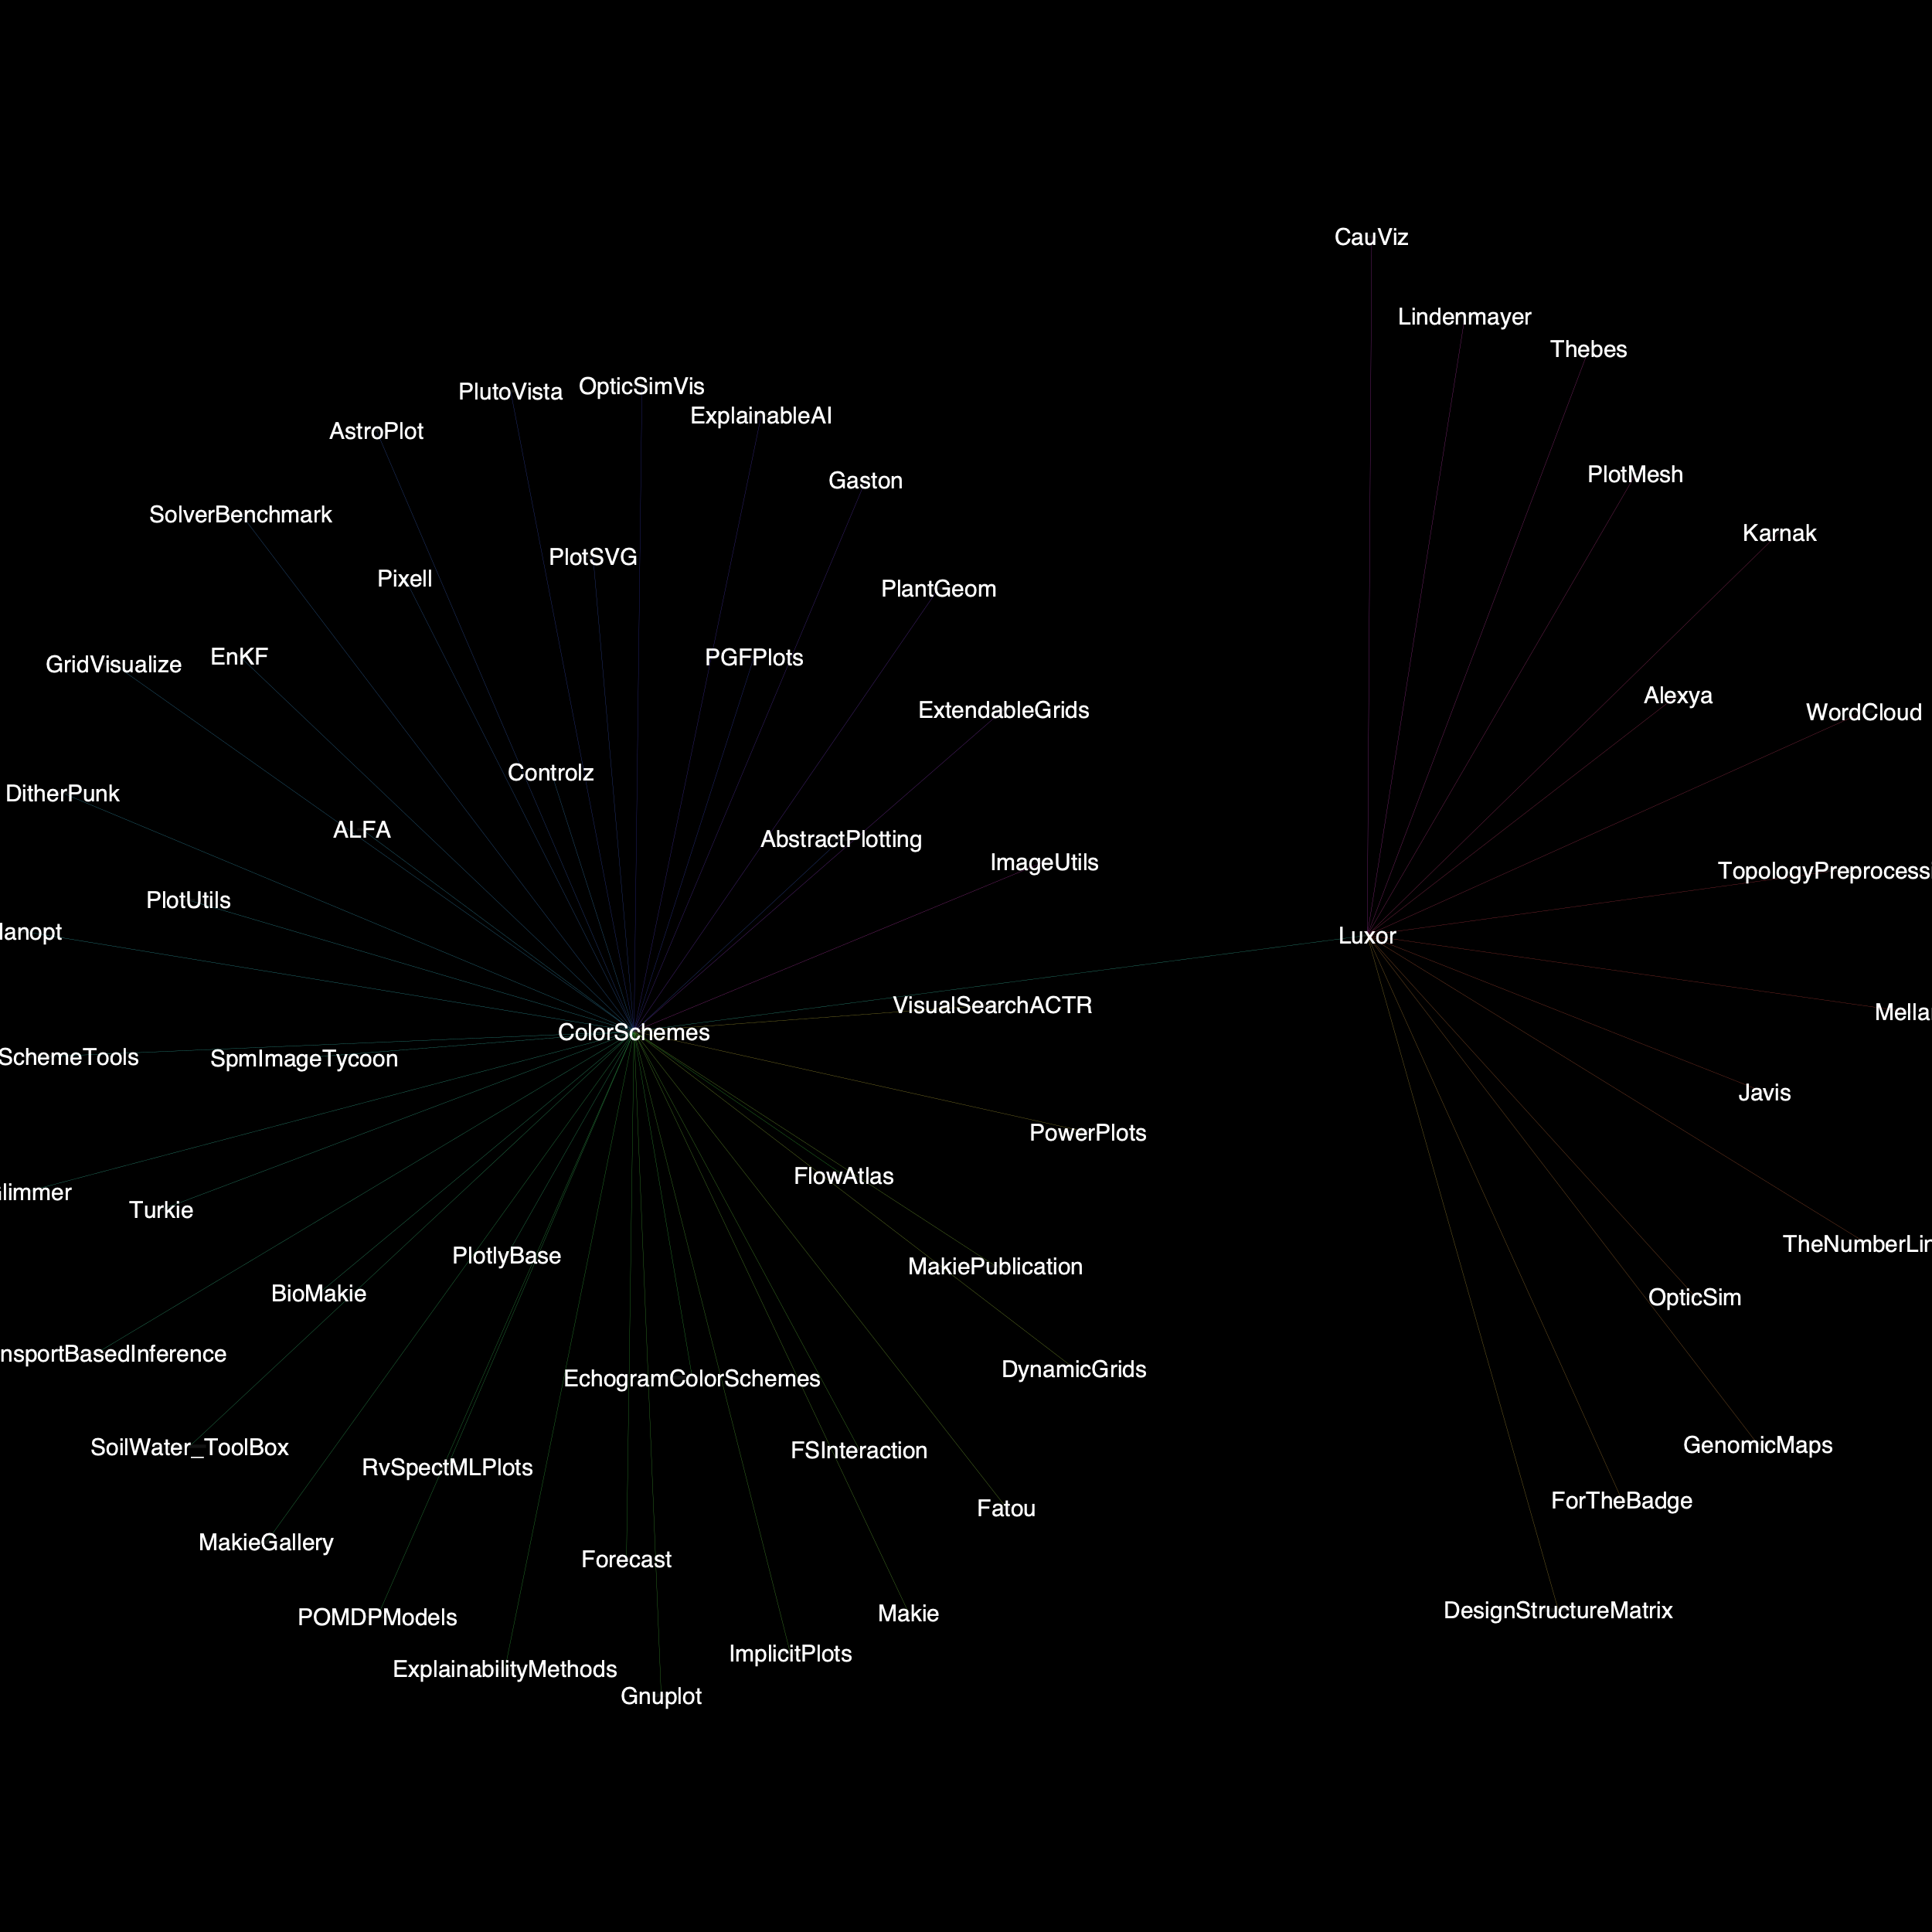 CauViz
Lindenmayer
Thebes
PlutoVista
OpticSimVis
ExplainableAI
AstroPlot
Gaston
PlotMesh
SolverBenchmark
Karnak
PlotSVG
Pixell
PlantGeom
EnKF
PGFPlots
GridVisualize
Alexya
ExtendableGrids
WordCloud
Controlz
DitherPunk
ALFA
AbstractPlotting
ImageUtils
TopologyPreprocessi
PlotUtils
lanopt
Luxor
VisualSearchACTR
Mella
ColorSchemes
SchemeTools
SpmImageTycoon
Javis
PowerPlots
FlowAtlas
limmer
Turkie
TheNumberLin
PlotlyBase
MakiePublication
BioMakie
OpticSim
nsportBasedInference
DynamicGrids
EchogramColorSchemes
GenomicMaps
SoilWater_ToolBox
FSInteraction
RvSpectMLPlots
ForTheBadge
Fatou
MakieGallery
Forecast
DesignStructureMatrix
Makie
POMDPModels
ImplicitPlots
ExplainabilityMethods
Gnuplot